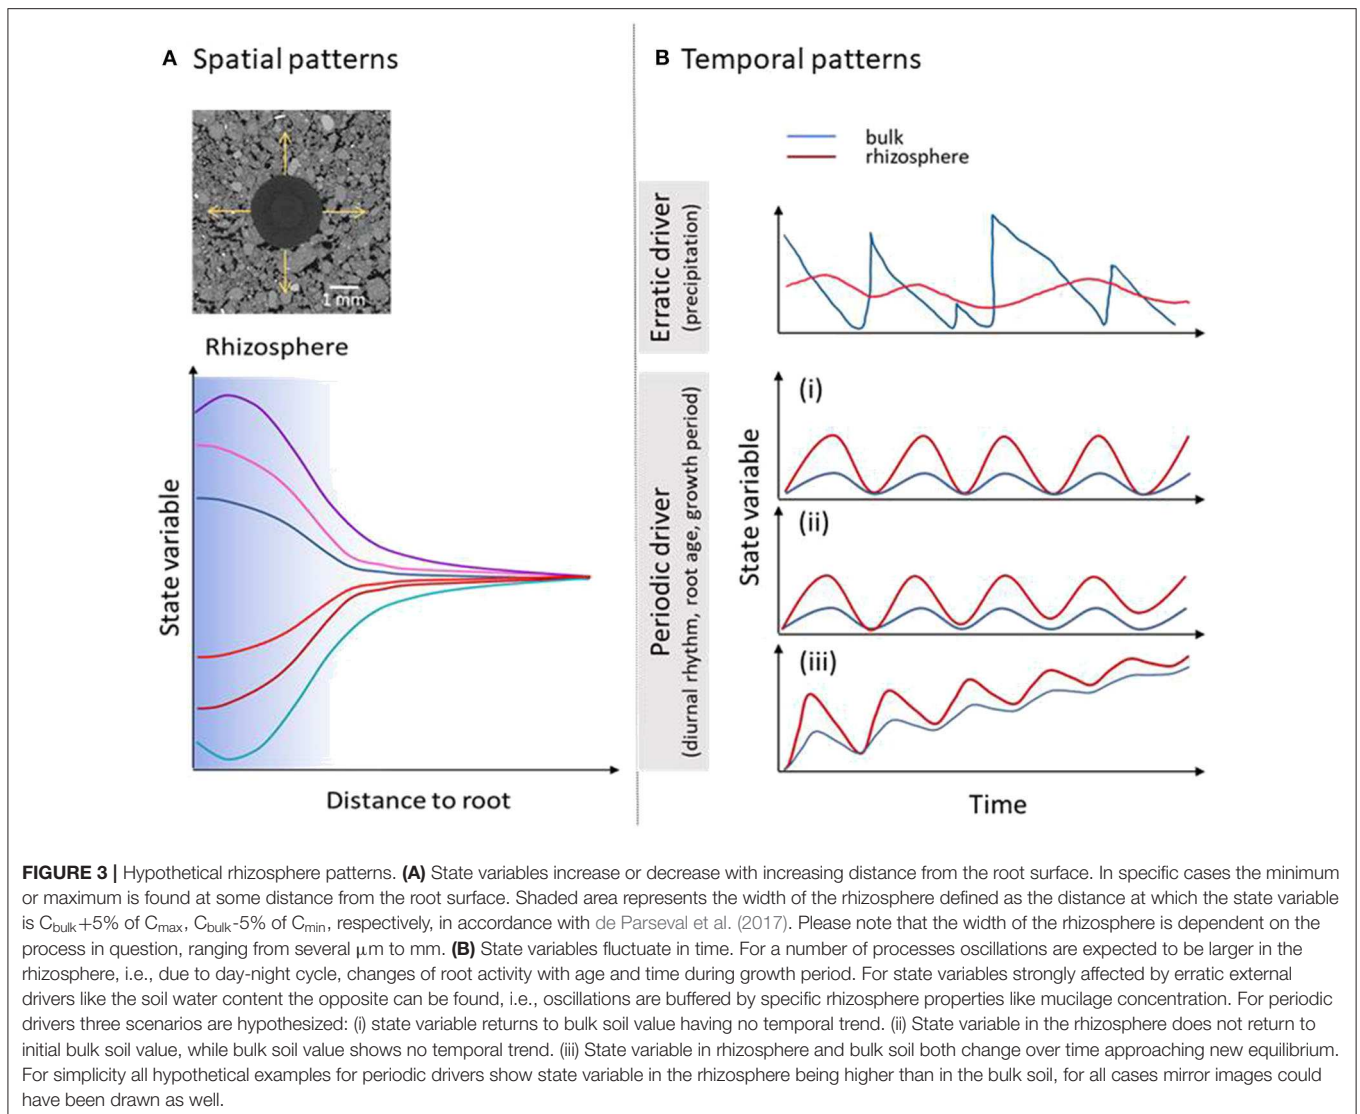 A Spatial patterns
1 mm
Rhizosphere
State variable
Distance to root
B Temporal patterns
bulk
rhizosphere
Erratic driver
(precipitation)
Periodic driver
(diurnal rhythm, root age, growth period)
State variable
(i)
(ii)
(iii)
Time
FIGURE 3 | Hypothetical rhizosphere patterns. (A) State variables increase or decrease with increasing distance from the root surface. In specific cases the minimum
or maximum is found at some distance from the root surface. Shaded area represents the width of the rhizosphere defined as the distance at which the state variable
is Cbulk+5% of Cmax, Cbulk-5% of Cmin, respectively, in accordance with de Parseval et al. (2017). Please note that the width of the rhizosphere is dependent on the
process in question, ranging from several μm to mm. (B) State variables fluctuate in time. For a number of processes oscillations are expected to be larger in the
rhizosphere, i.e., due to day-night cycle, changes of root activity with age and time during growth period. For state variables strongly affected by erratic external
drivers like the soil water content the opposite can be found, i.e., oscillations are buffered by specific rhizosphere properties like mucilage concentration. For periodic
drivers three scenarios are hypothesized: (i) state variable returns to bulk soil value having no temporal trend. (ii) State variable in the rhizosphere does not return to
initial bulk soil value, while bulk soil value shows no temporal trend. (iii) State variable in rhizosphere and bulk soil both change over time approaching new equilibrium.
For simplicity all hypothetical examples for periodic drivers show state variable in the rhizosphere being higher than in the bulk soil, for all cases mirror images could
have been drawn as well.